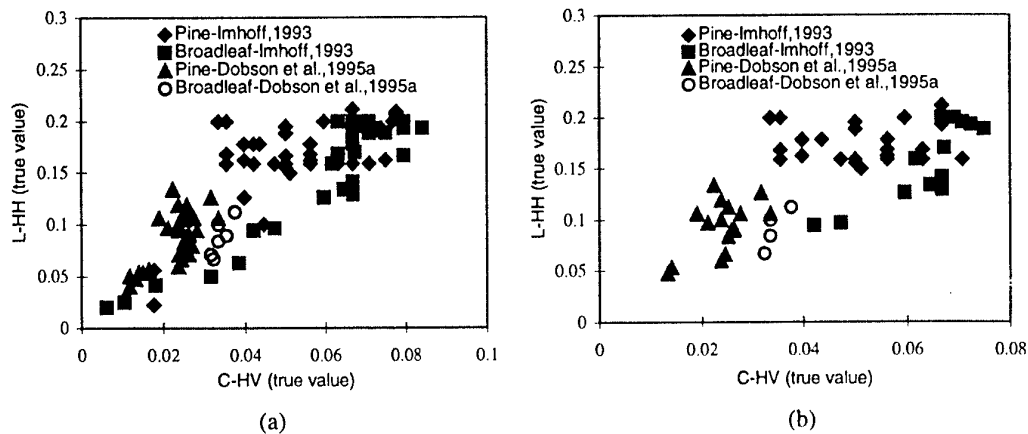 0.3
◆ Pine-Imhoff,1993
■ Broadleaf-Imhoff,1993
▲ Pine-Dobson et al.,1995a
○ Broadleaf-Dobson et al.,1995a
0.25
0.2
0.15
0.1
0.05
0
L-HH (true value)
0 0.02 0.04 0.06 0.08 0.1
C-HV (true value)
(a)
0.3
◆ Pine-Imhoff,1993
■ Broadleaf-Imhoff,1993
▲ Pine-Dobson et al.,1995a
○ Broadleaf-Dobson et al.,1995a
0.25
0.2
0.15
0.1
0.05
0
L-HH (true value)
0 0.02 0.04 0.06 0.08
C-HV (true value)
(b)